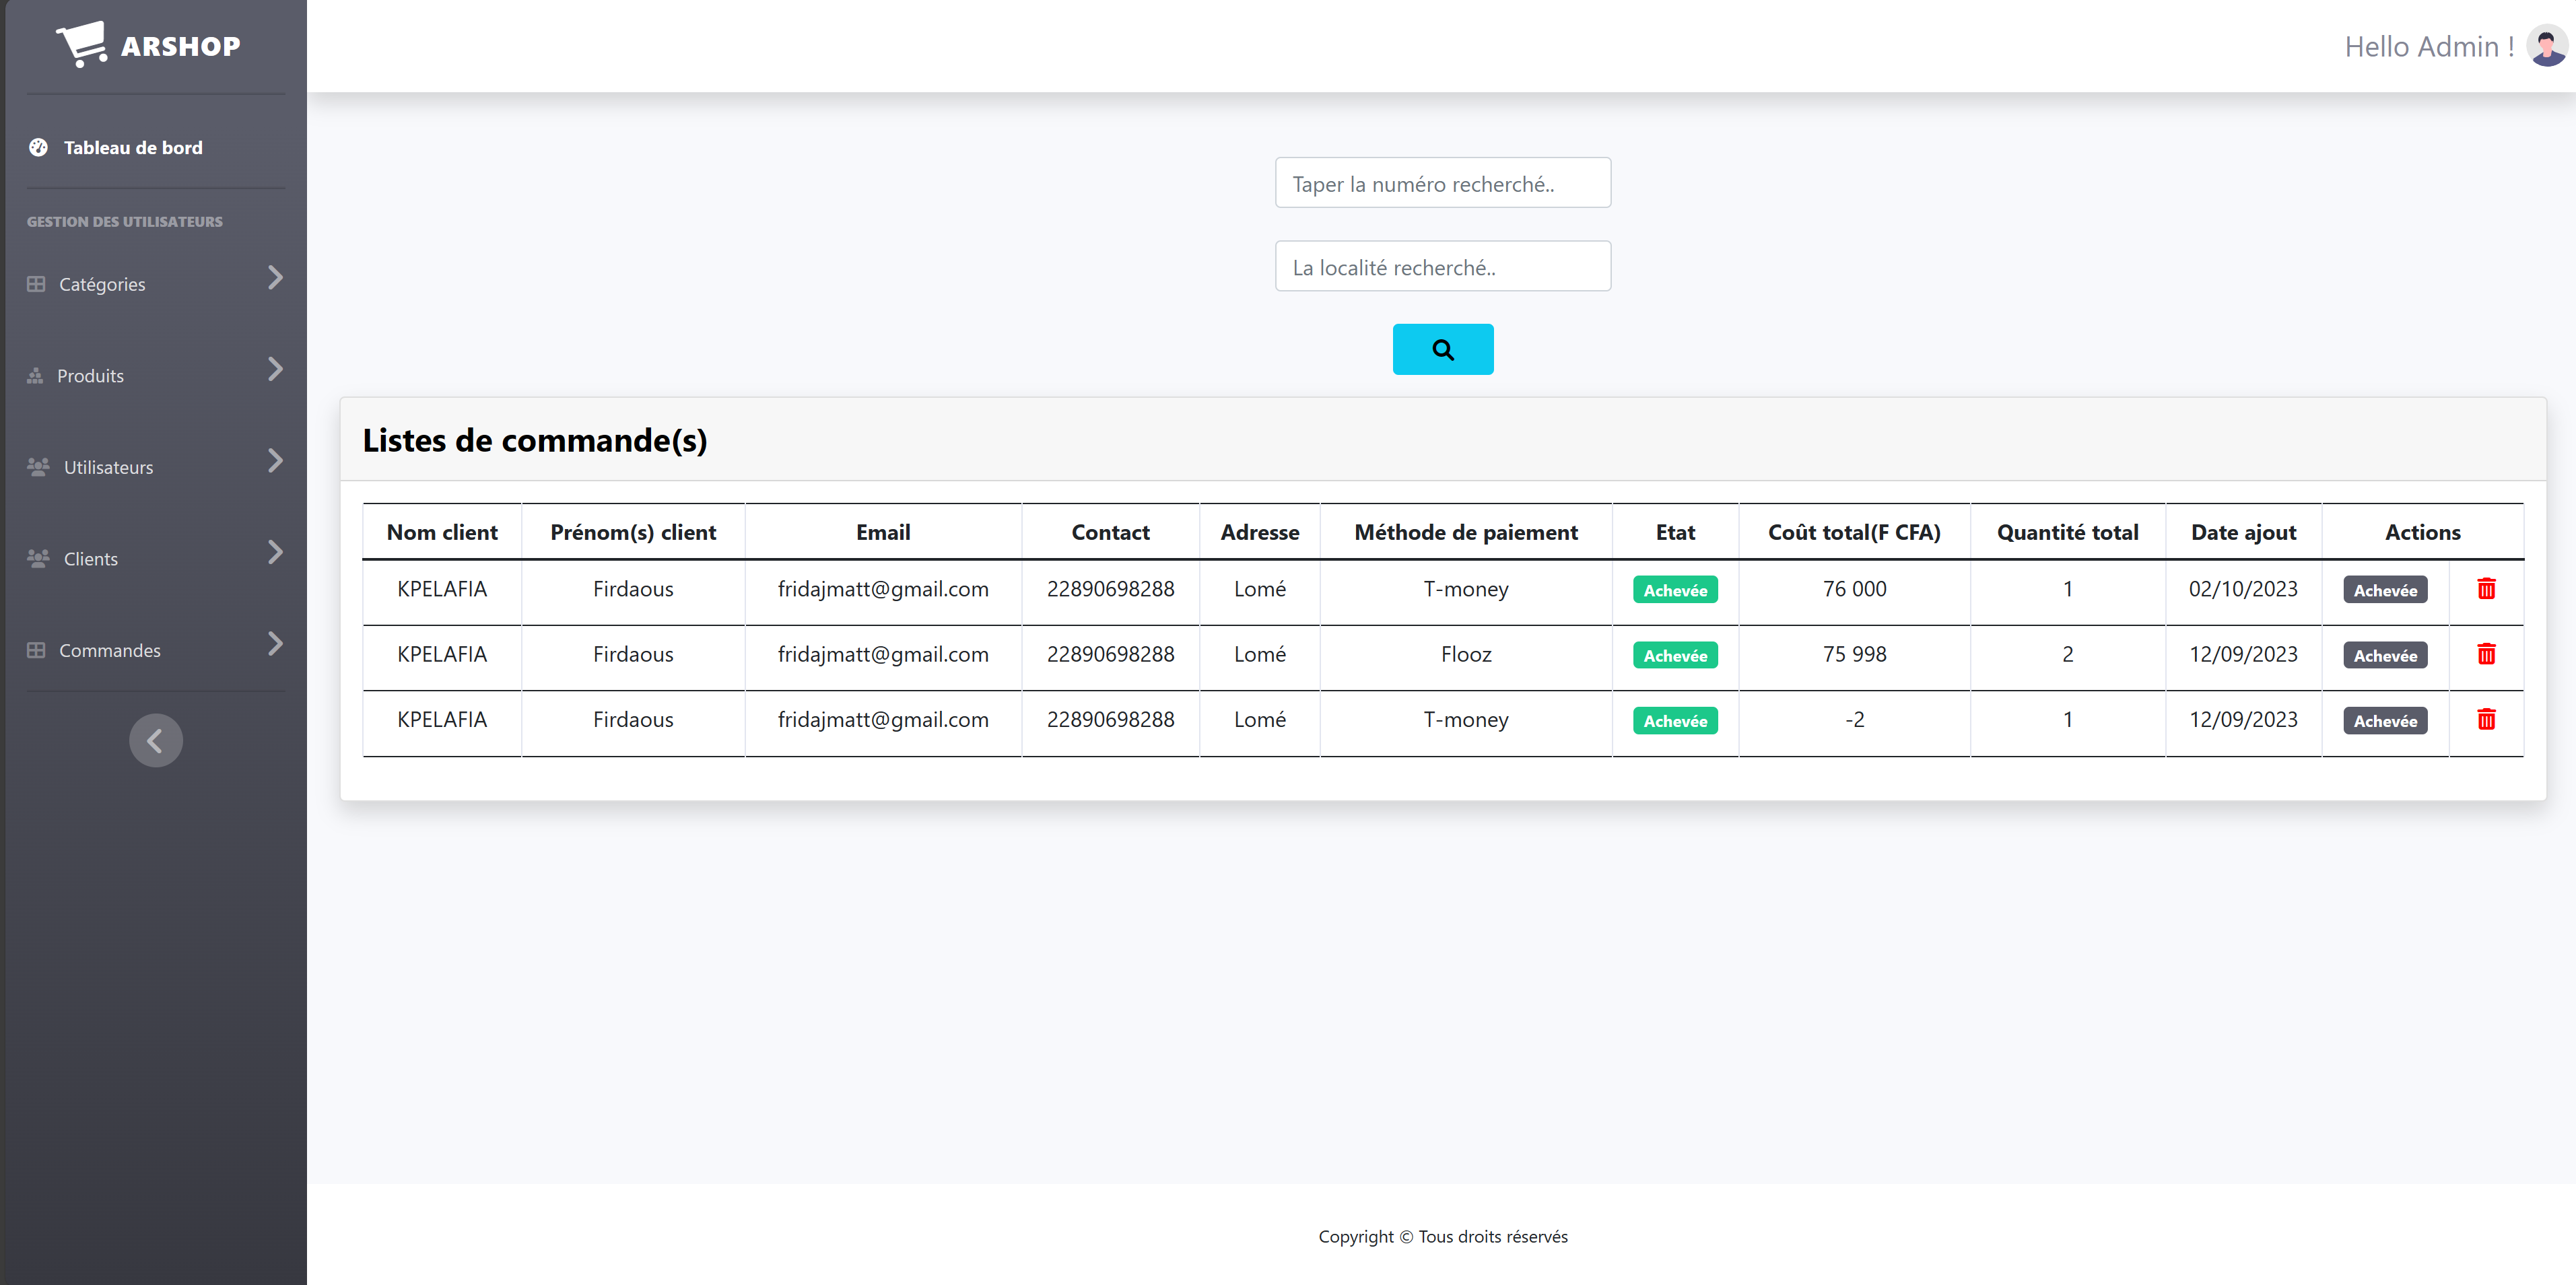 ARSHOP
Hello Admin !
Tableau de bord
GESTION DES UTILISATEURS
Catégories
Produits
Utilisateurs
Clients
Commandes
Taper la numéro recherché..
La localité recherché..
Listes de commande(s)
Nom client Prénom(s) client Email Contact Adresse Méthode de paiement Etat Coût total(F CFA) Quantité total Date ajout Actions
KPELAFIA Firdaous fridajmatt@gmail.com 22890698288 Lomé T-money Achevée 76 000 1 02/10/2023 Achevée
KPELAFIA Firdaous fridajmatt@gmail.com 22890698288 Lomé Flooz Achevée 75 998 2 12/09/2023 Achevée
KPELAFIA Firdaous fridajmatt@gmail.com 22890698288 Lomé T-money Achevée -2 1 12/09/2023 Achevée
Copyright © Tous droits réservés